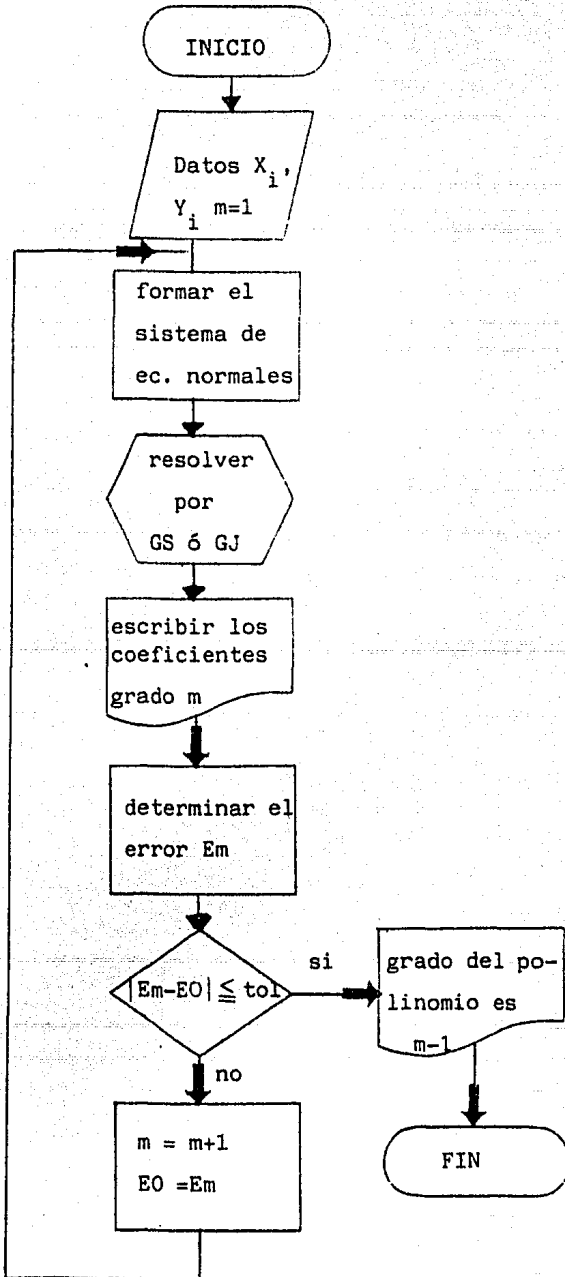 INICIO
Datos X_i,
Y_i m=1
formar el
sistema de
ec. normales
resolver
por
GS ó GJ
escribir los
coeficientes
grado m
determinar el
error Em
|Em-EO| ≦ tol
si
grado del po-
linomio es
m-1
no
m = m+1
EO =Em
FIN